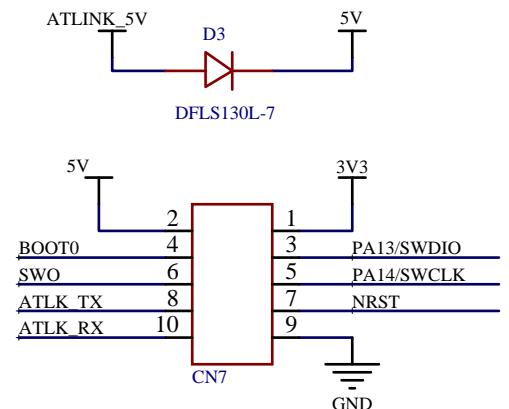 ATLINK_5V
5V
D3
DFLS130L-7
5V
3V3
2 1
BOOT0 4 3 PA13/SWDIO
SWO 6 5 PA14/SWCLK
ATLK_TX 8 7 NRST
ATLK_RX 10 9
CN7
GND